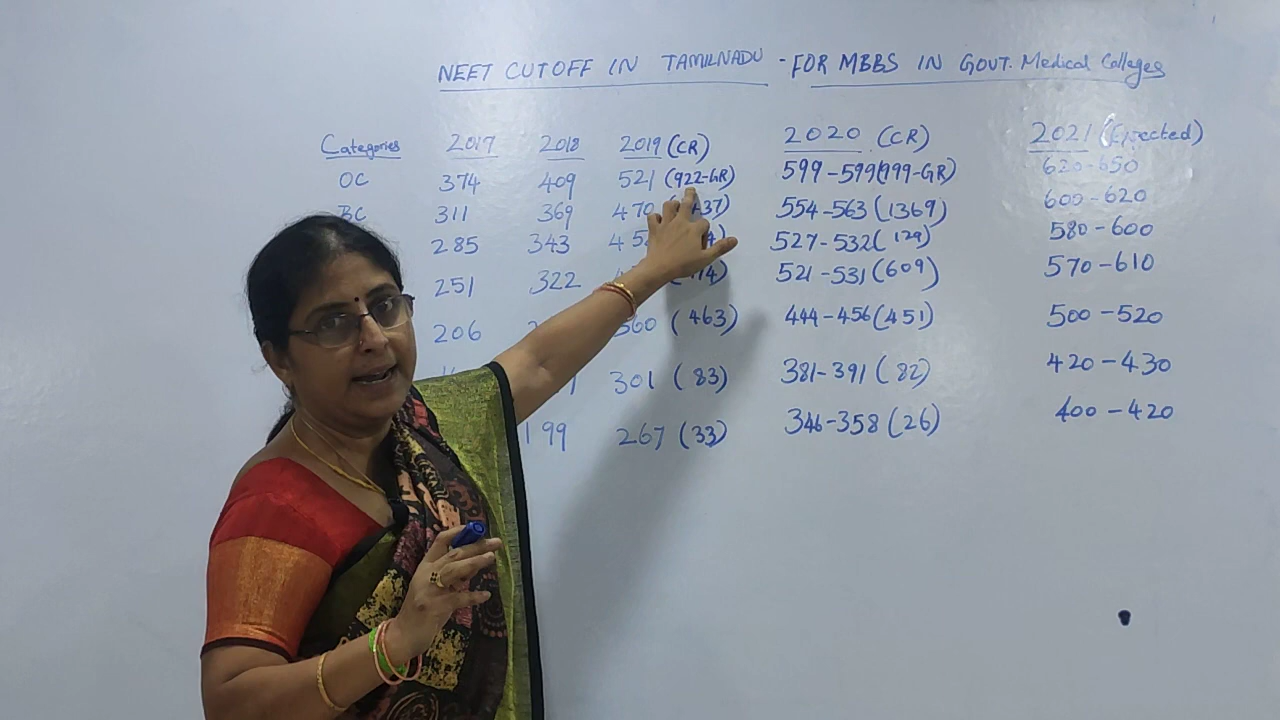 NEET CUTOFF IN TAMILNADU - FOR MBBS IN GOVT. Medical Colleges
Categories 2017 2018 2019 (CR) 2020 (CR) 2021 (Expected)
OC 374 409 521 (922-GR) 599-599(999-GR) 620-650
BC 311 369 470 554-563 (1369) 600-620
285 343 527-532( 129) 580-600
251 322 521-531 (609) 570-610
206 360 (463) 444-456 (451) 500-520
301 (83) 381-391 (82) 420-430
199 267 (33) 346-358 (26) 400-420